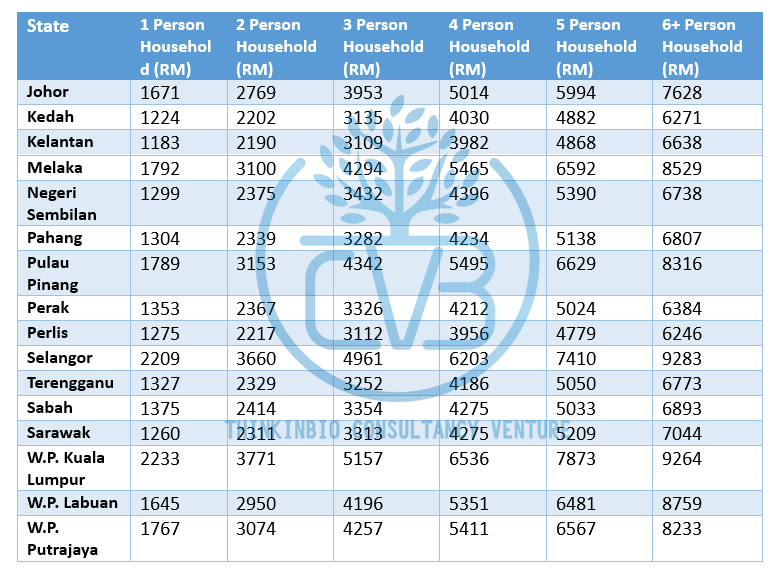 State 1 Person Househol d (RM) 2 Person Household (RM) 3 Person Household (RM) 4 Person Household (RM) 5 Person Household (RM) 6+ Person Household (RM)
Johor 1671 2769 3953 5014 5994 7628
Kedah 1224 2202 3135 4030 4882 6271
Kelantan 1183 2190 3109 3982 4868 6638
Melaka 1792 3100 4294 5465 6592 8529
Negeri Sembilan 1299 2375 3432 4396 5390 6738
Pahang 1304 2339 3282 4234 5138 6807
Pulau Pinang 1789 3153 4342 5495 6629 8316
Perak 1353 2367 3326 4212 5024 6384
Perlis 1275 2217 3112 3956 4779 6246
Selangor 2209 3660 4961 6203 7410 9283
Terengganu 1327 2329 3252 4186 5050 6773
Sabah 1375 2414 3354 4275 5033 6893
Sarawak 1260 2311 3313 4275 5209 7044
W.P. Kuala Lumpur 2233 3771 5157 6536 7873 9264
W.P. Labuan 1645 2950 4196 5351 6481 8759
W.P. Putrajaya 1767 3074 4257 5411 6567 8233
CVB
THINKINBIO CONSULTANCY VENTURE